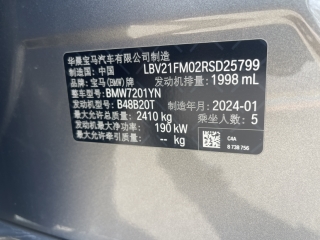 华晨宝马汽车有限公司制造
制造国: 中国 LBV21FM02RSD25799
品牌: 宝马(BMW) 发动机排量: 1998 mL
整车型号: BMW7201YN
发动机型号: B48B20T 制造年月: 2024-01
最大允许总质量: 2410 kg 乘坐人数: 5
发动机最大净功率: 190 kW
最大允许牵引质量: -- kg
C4A
8 738 756